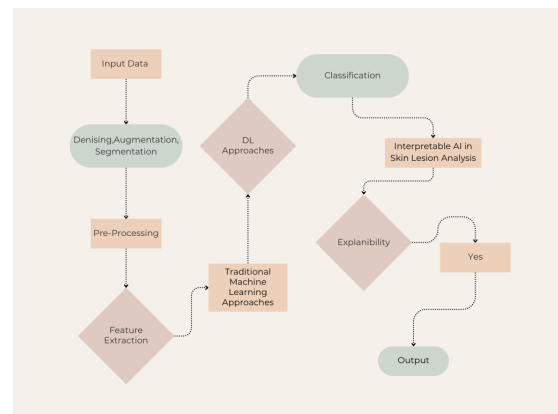 Input Data
Denising,Augmentation,
Segmentation
Pre-Processing
Feature
Extraction
Traditional
Machine
Learning
Approaches
DL
Approaches
Classification
Interpretable AI in
Skin Lesion Analysis
Explanibility
Yes
Output